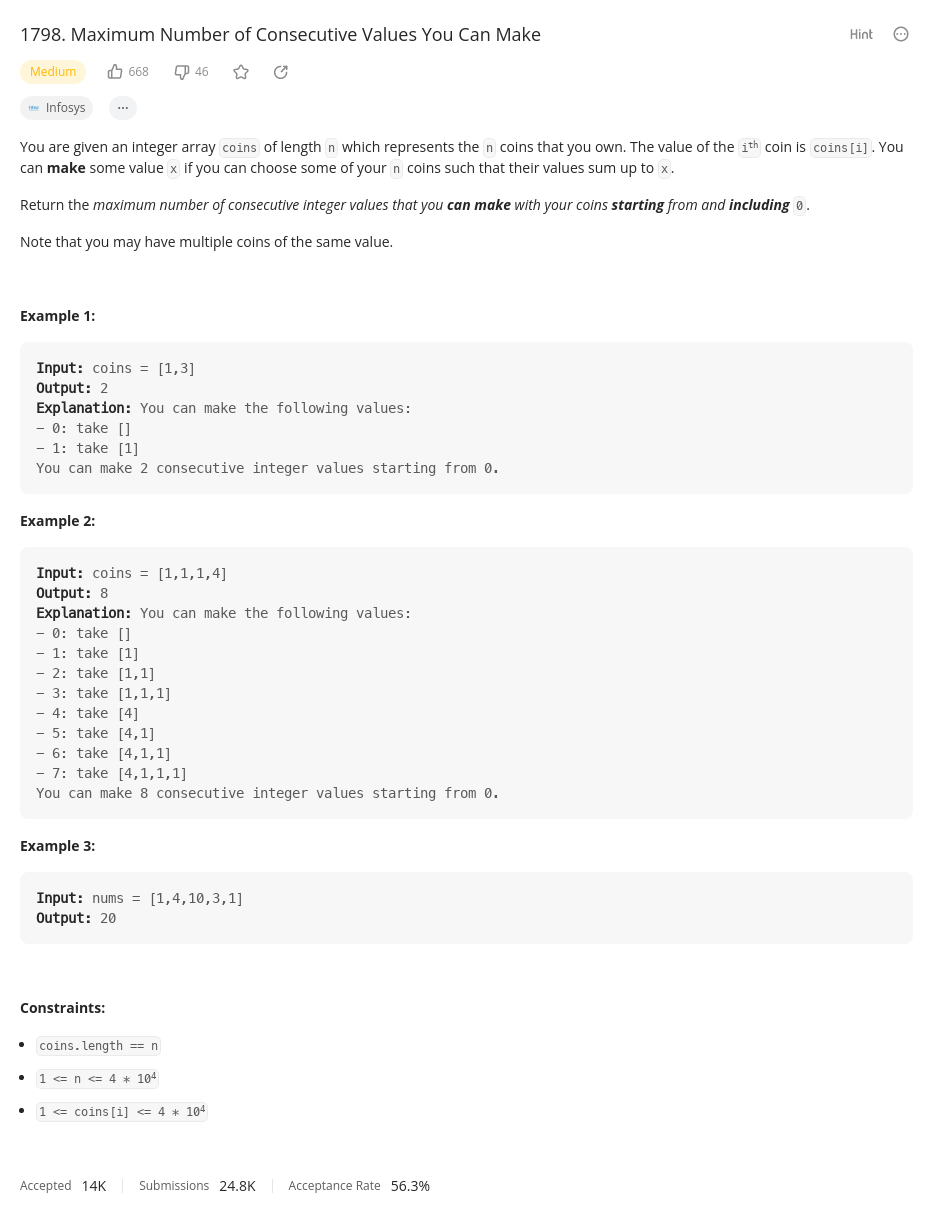 1798. Maximum Number of Consecutive Values You Can Make
Hint
Medium
668
46
Infosys
...
You are given an integer array coins of length n which represents the n coins that you own. The value of the iᵗʰ coin is coins[i]. You
can make some value x if you can choose some of your n coins such that their values sum up to x.
Return the maximum number of consecutive integer values that you can make with your coins starting from and including 0.
Note that you may have multiple coins of the same value.
Example 1:
Input: coins = [1,3]
Output: 2
Explanation: You can make the following values:
- 0: take []
- 1: take [1]
You can make 2 consecutive integer values starting from 0.
Example 2:
Input: coins = [1,1,1,4]
Output: 8
Explanation: You can make the following values:
- 0: take []
- 1: take [1]
- 2: take [1,1]
- 3: take [1,1,1]
- 4: take [4]
- 5: take [4,1]
- 6: take [4,1,1]
- 7: take [4,1,1,1]
You can make 8 consecutive integer values starting from 0.
Example 3:
Input: nums = [1,4,10,3,1]
Output: 20
Constraints:
• coins.length == n
• 1 <= n <= 4 * 10⁴
• 1 <= coins[i] <= 4 * 10⁴
Accepted 14K Submissions 24.8K Acceptance Rate 56.3%